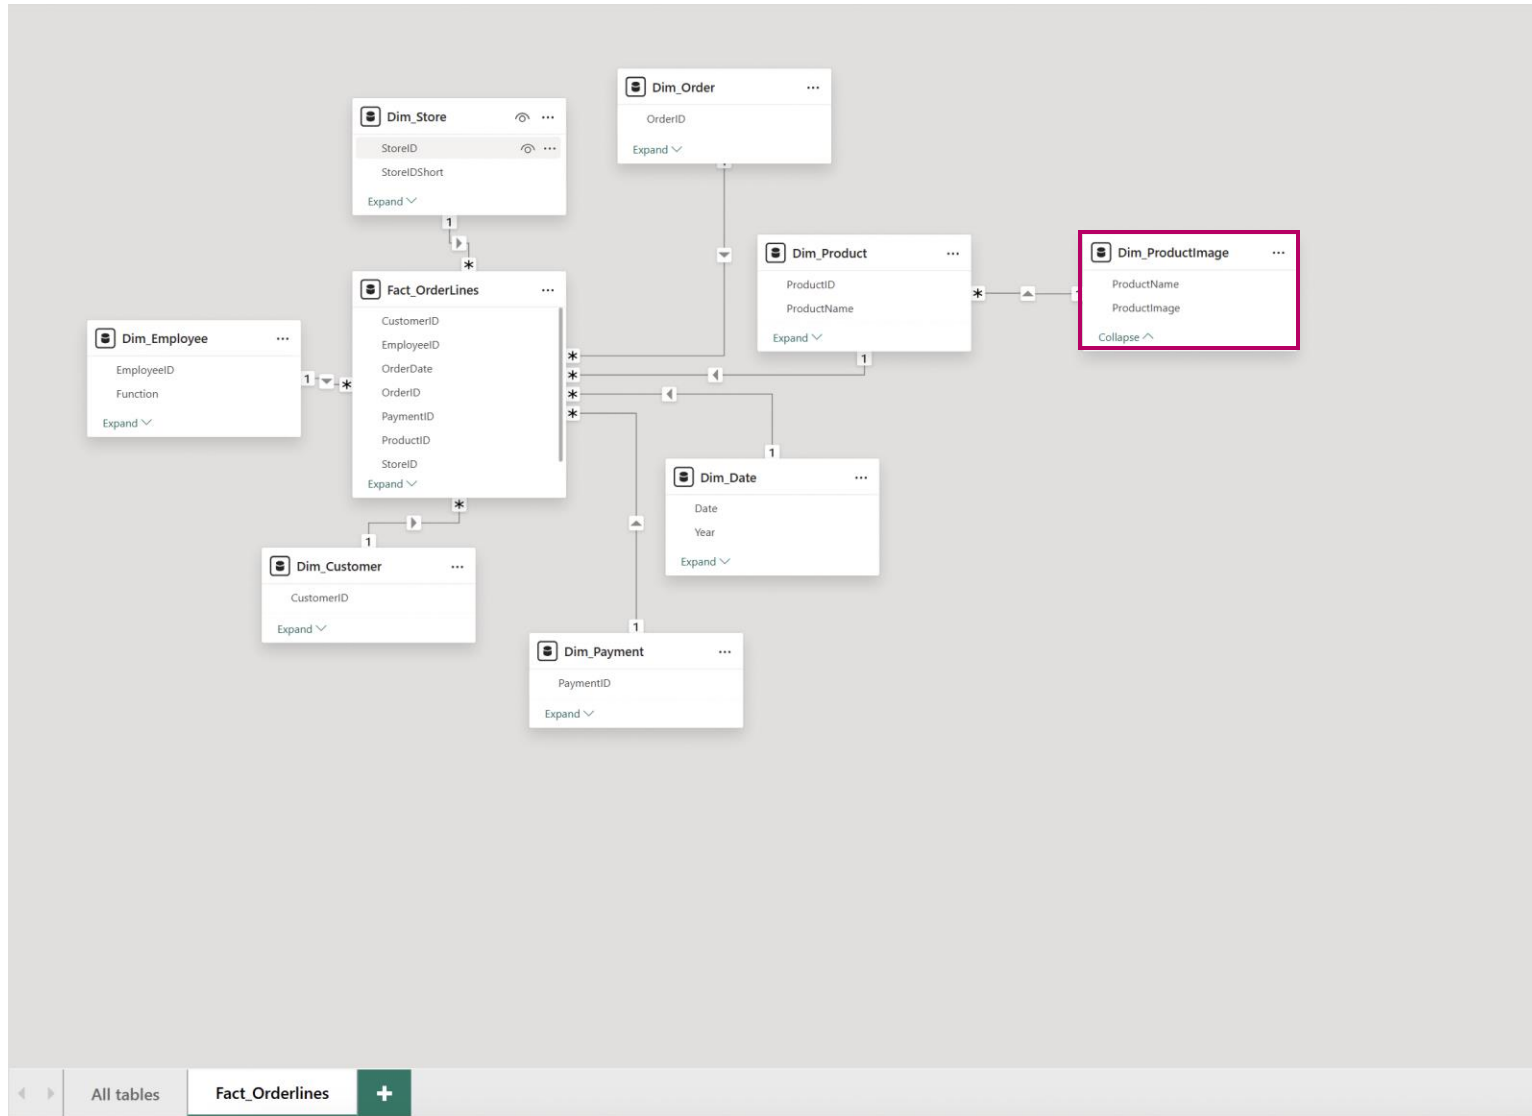 Dim_Order
OrderID
Expand
Dim_Store
StoreID
StoreIDShort
Expand
1
*
Dim_Product
ProductID
ProductName
Expand
1
*
Dim_ProductImage
ProductName
ProductImage
Collapse
Fact_OrderLines
CustomerID
EmployeeID
OrderDate
OrderID
PaymentID
ProductID
StoreID
Expand
*
*
*
*
*
Dim_Employee
EmployeeID
Function
Expand
1
*
1
Dim_Date
Date
Year
Expand
1
Dim_Customer
CustomerID
Expand
1
Dim_Payment
PaymentID
Expand
All tables
Fact_Orderlines
+